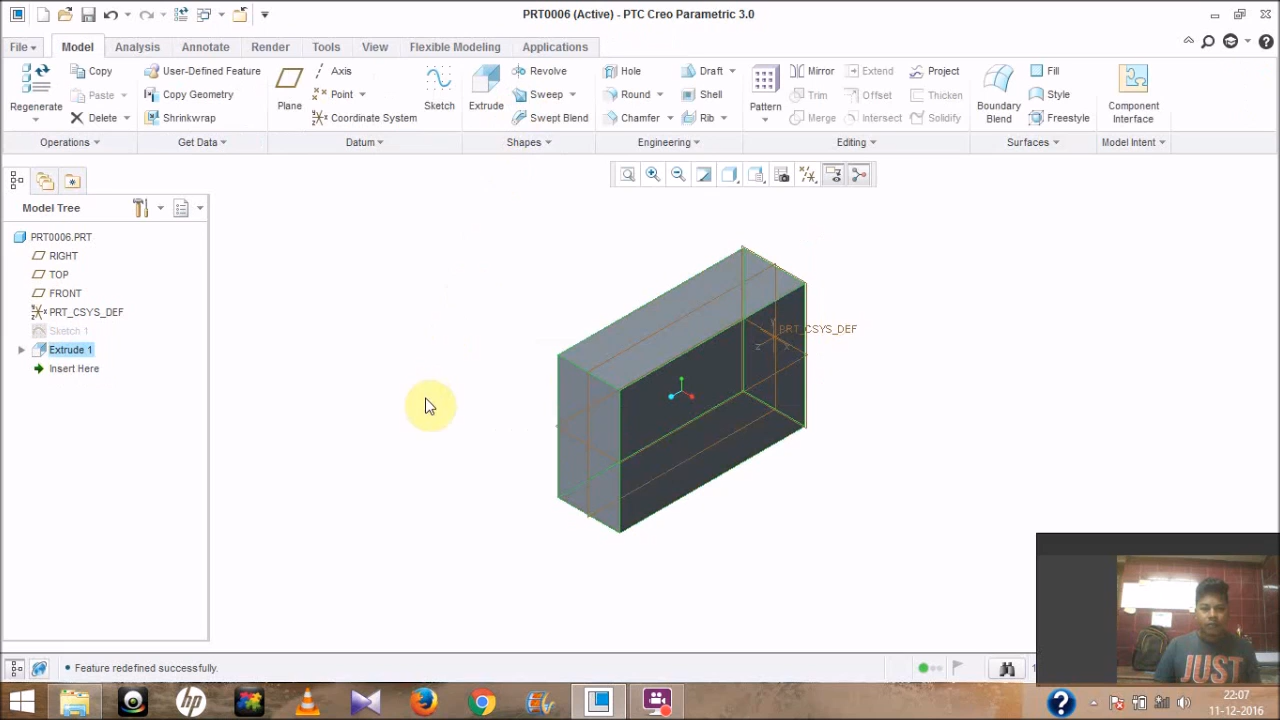 PRT0006 (Active) - PTC Creo Parametric 3.0
File Model Analysis Annotate Render Tools View Flexible Modeling Applications
Regenerate
Copy
Paste
Delete
Operations
User-Defined Feature
Copy Geometry
Shrinkwrap
Get Data
Plane
Axis
Point
Coordinate System
Sketch
Datum
Extrude
Revolve
Sweep
Swept Blend
Shapes
Hole
Round
Chamfer
Draft
Shell
Rib
Engineering
Pattern
Mirror
Trim
Merge
Extend
Offset
Intersect
Project
Thicken
Solidify
Editing
Boundary
Blend
Fill
Style
Freestyle
Surfaces
Component
Interface
Model Intent
Model Tree
PRT0006.PRT
RIGHT
TOP
FRONT
PRT_CSYS_DEF
Sketch 1
Extrude 1
Insert Here
PRT_CSYS_DEF
Y
Z
X
• Feature redefined successfully.
1
JUST
hp
22:07
11-12-2016